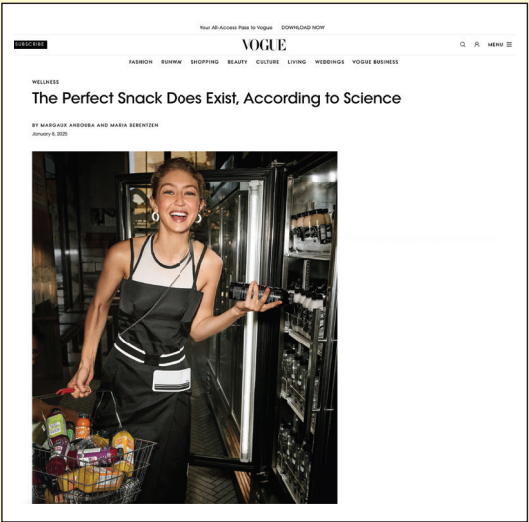 Your All-Access Pass to Vogue DOWNLOAD NOW
SUBSCRIBE VOGUE MENU
FASHION RUNWAY SHOPPING BEAUTY CULTURE LIVING WEDDINGS VOGUE BUSINESS
WELLNESS
The Perfect Snack Does Exist, According to Science
BY MARGAUX ANBOUBA AND MARIA BERENTZEN
January 8, 2025